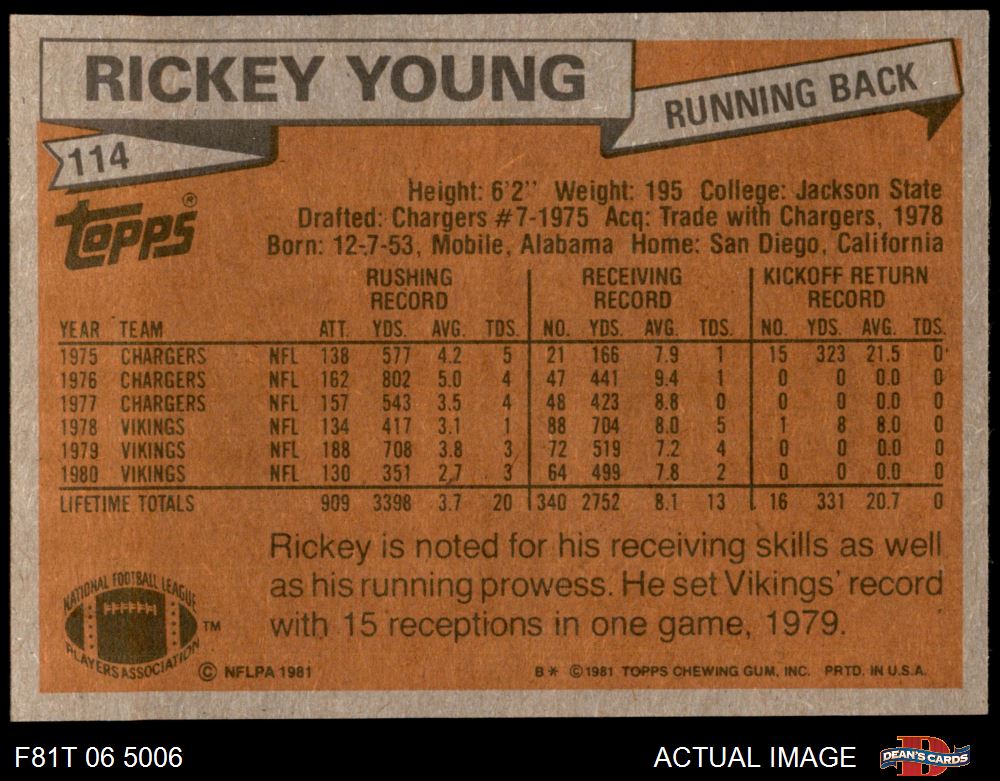 RICKEY YOUNG
RUNNING BACK
114
TOPPS ®
Height: 6'2'' Weight: 195 College: Jackson State
Drafted: Chargers #7-1975 Acq: Trade with Chargers, 1978
Born: 12-7-53, Mobile, Alabama Home: San Diego, California
RUSHING RECORD RECEIVING RECORD KICKOFF RETURN RECORD
YEAR TEAM ATT. YDS. AVG. TDS. NO. YDS. AVG. TDS. NO. YDS. AVG. TDS.
1975 CHARGERS NFL 138 577 4.2 5 21 166 7.9 1 15 323 21.5 0
1976 CHARGERS NFL 162 802 5.0 4 47 441 9.4 1 0 0 0.0 0
1977 CHARGERS NFL 157 543 3.5 4 48 423 8.8 0 0 0 0.0 0
1978 VIKINGS NFL 134 417 3.1 1 88 704 8.0 5 1 8 8.0 0
1979 VIKINGS NFL 188 708 3.8 3 72 519 7.2 4 0 0 0.0 0
1980 VIKINGS NFL 130 351 2.7 3 64 499 7.8 2 0 0 0.0 0
LIFETIME TOTALS 909 3398 3.7 20 340 2752 8.1 13 16 331 20.7 0
Rickey is noted for his receiving skills as well
as his running prowess. He set Vikings' record
with 15 receptions in one game, 1979.
NATIONAL FOOTBALL LEAGUE
PLAYERS ASSOCIATION
TM
© NFLPA 1981
B* ©1981 TOPPS CHEWING GUM, INC. PRTD. IN U.S.A.
F81T 06 5006
ACTUAL IMAGE
D
DEAN'S CARDS